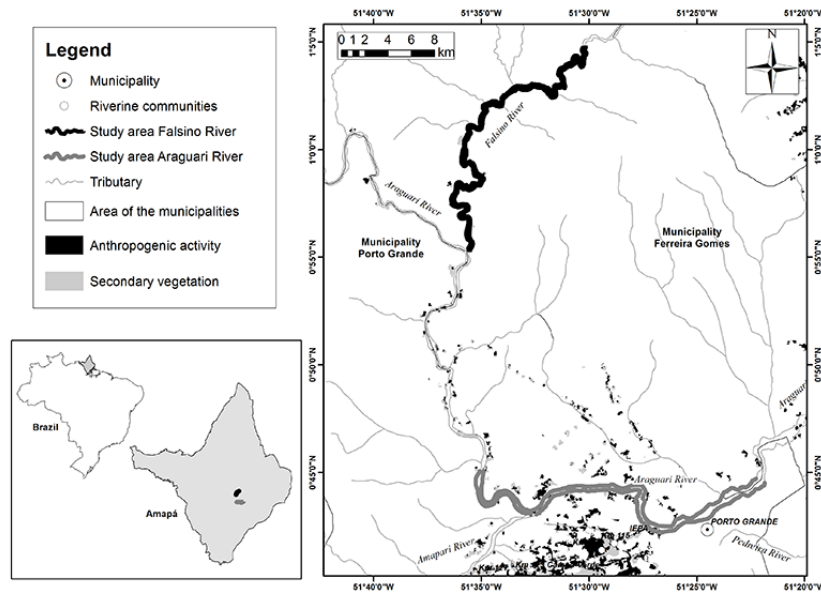 Legend
Municipality
Riverine communities
Study area Falsino River
Study area Araguari River
Tributary
Area of the municipalities
Anthropogenic activity
Secondary vegetation
Brazil
Amapá
51°40'0"W
51°35'0"W
51°30'0"W
51°25'0"W
51°20'0"W
0 1 2 4 6 8
km
N
1°5'0"N
1°0'0"N
0°55'0"N
0°50'0"N
0°45'0"N
Falsino River
Araguari River
Municipality
Porto Grande
Municipality
Ferreira Gomes
Araguari
Araguari River
IEPA
PORTO GRANDE
Amapari River
Pedreira River
51°40'0"W
51°35'0"W
51°30'0"W
51°25'0"W
51°20'0"W